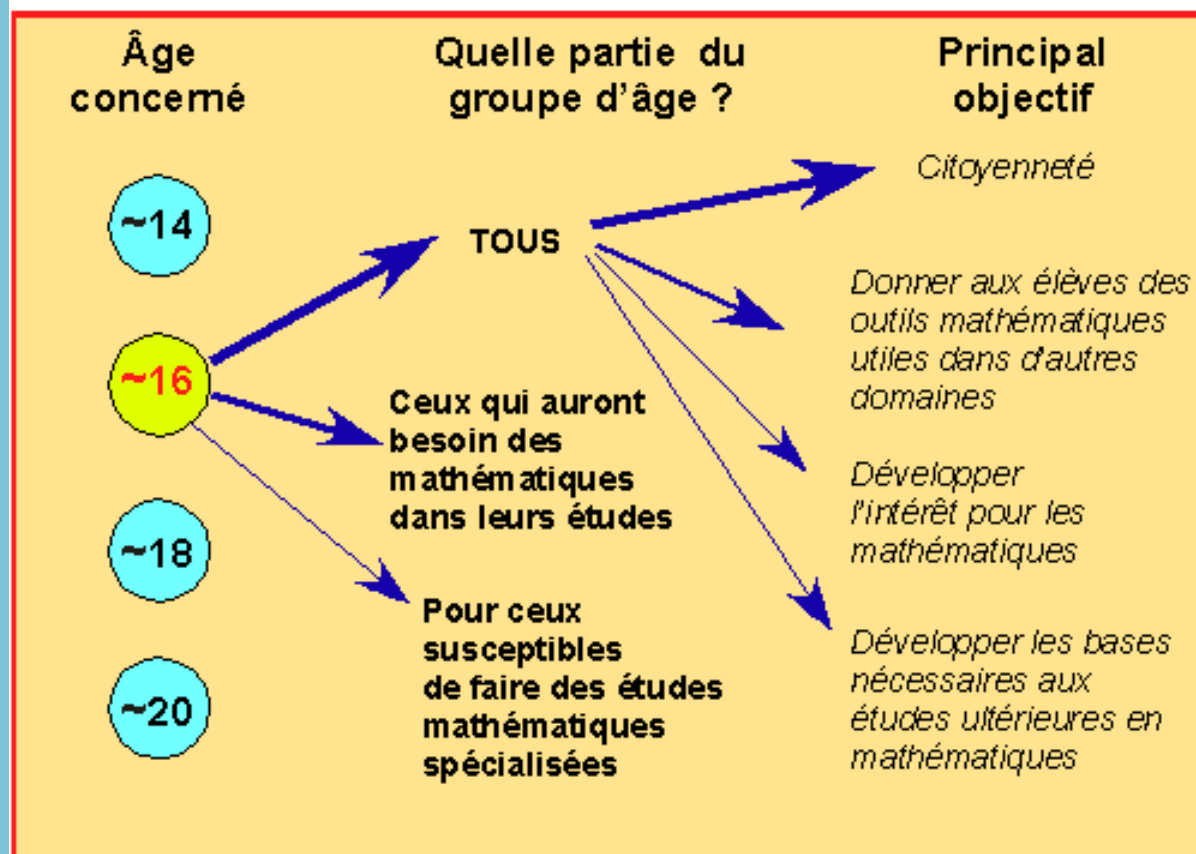 Âge
concerné
Quelle partie du
groupe d'âge ?
Principal
objectif
~14
~16
~18
~20
TOUS
Ceux qui auront
besoin des
mathématiques
dans leurs études
Pour ceux
susceptibles
de faire des études
mathématiques
spécialisées
Citoyenneté
Donner aux élèves des
outils mathématiques
utiles dans d'autres
domaines
Développer
l'intérêt pour les
mathématiques
Développer les bases
nécessaires aux
études ultérieures en
mathématiques